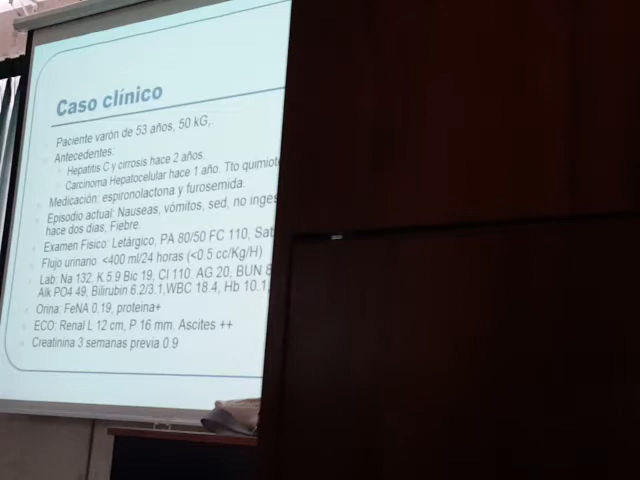 Caso clínico
Paciente varón de 53 años, 50 kG,.
Antecedentes:
Hepatitis C y cirrosis hace 2 años.
Carcinoma Hepatocelular hace 1 año. Tto quimiot
Medicación: espironolactona y furosemida.
Episodio actual: Nauseas, vómitos, sed, no inges
hace dos dias, Fiebre.
Examen Fisico: Letárgico, PA 80/50 FC 110, Sat
Flujo urinario <400 ml/24 horas (<0.5 cc/Kg/H)
Lab: Na 132, K 5.9 Bic 19, Cl 110. AG 20, BUN 8
Alk PO4 49, Bilirubin 6.2/3.1,WBC 18.4, Hb 10.1,
Orina: FeNA 0.19, proteina+
ECO: Renal L 12 cm, P 16 mm. Ascites ++
Creatinina 3 semanas previa 0.9